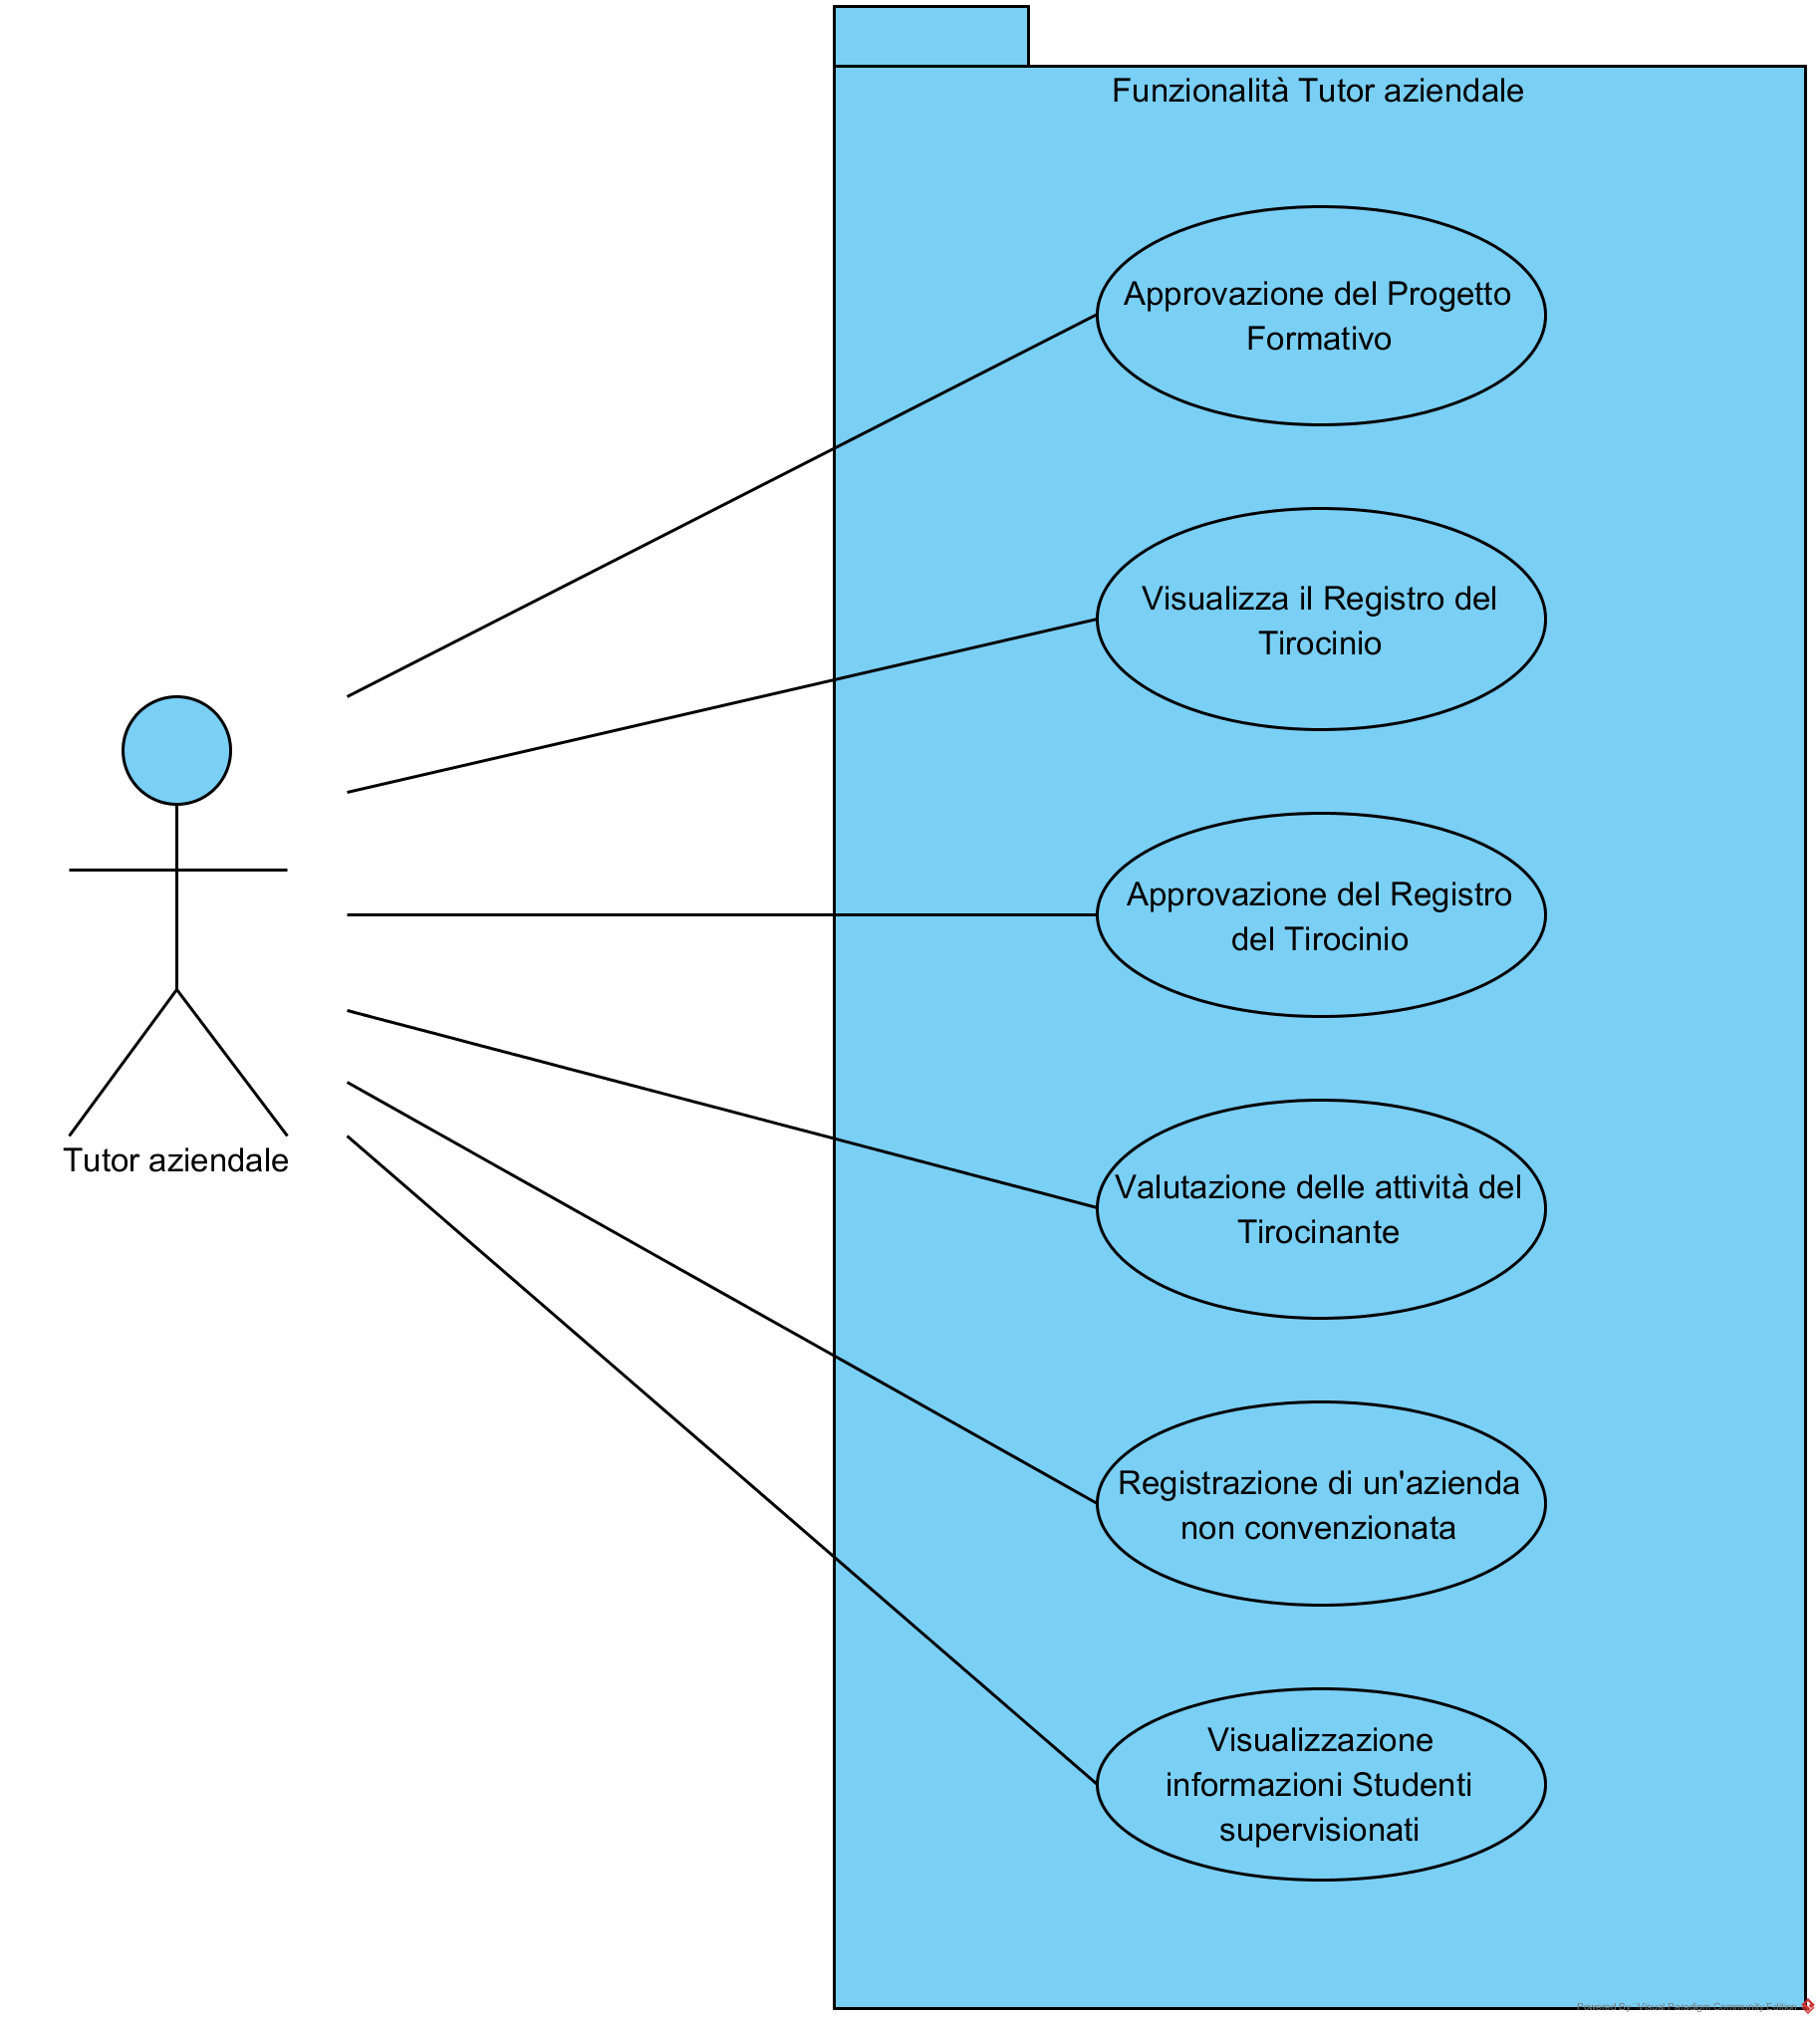 Funzionalità Tutor aziendale
Approvazione del Progetto
Formativo
Visualizza il Registro del
Tirocinio
Approvazione del Registro
del Tirocinio
Tutor aziendale
Valutazione delle attività del
Tirocinante
Registrazione di un'azienda
non convenzionata
Visualizzazione
informazioni Studenti
supervisionati
Powered By Visual Paradigm Community Edition